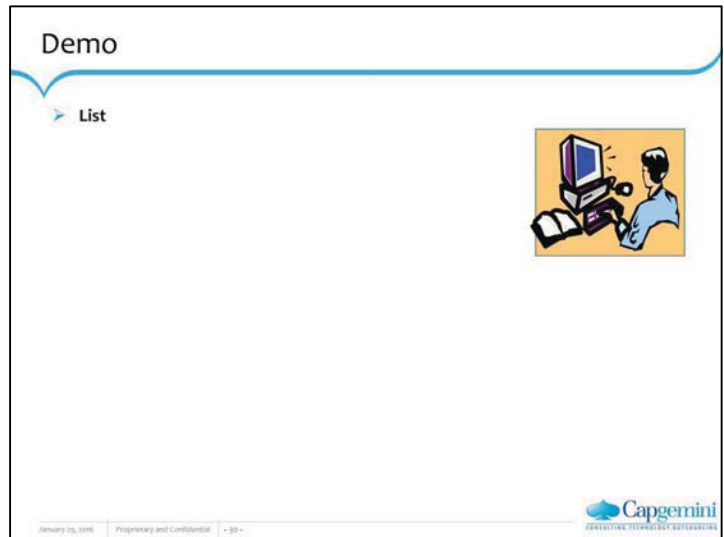 Demo
➢ List
January 29, 2016 Proprietary and Confidential - 30 -
Capgemini
CONSULTING.TECHNOLOGY.OUTSOURCING